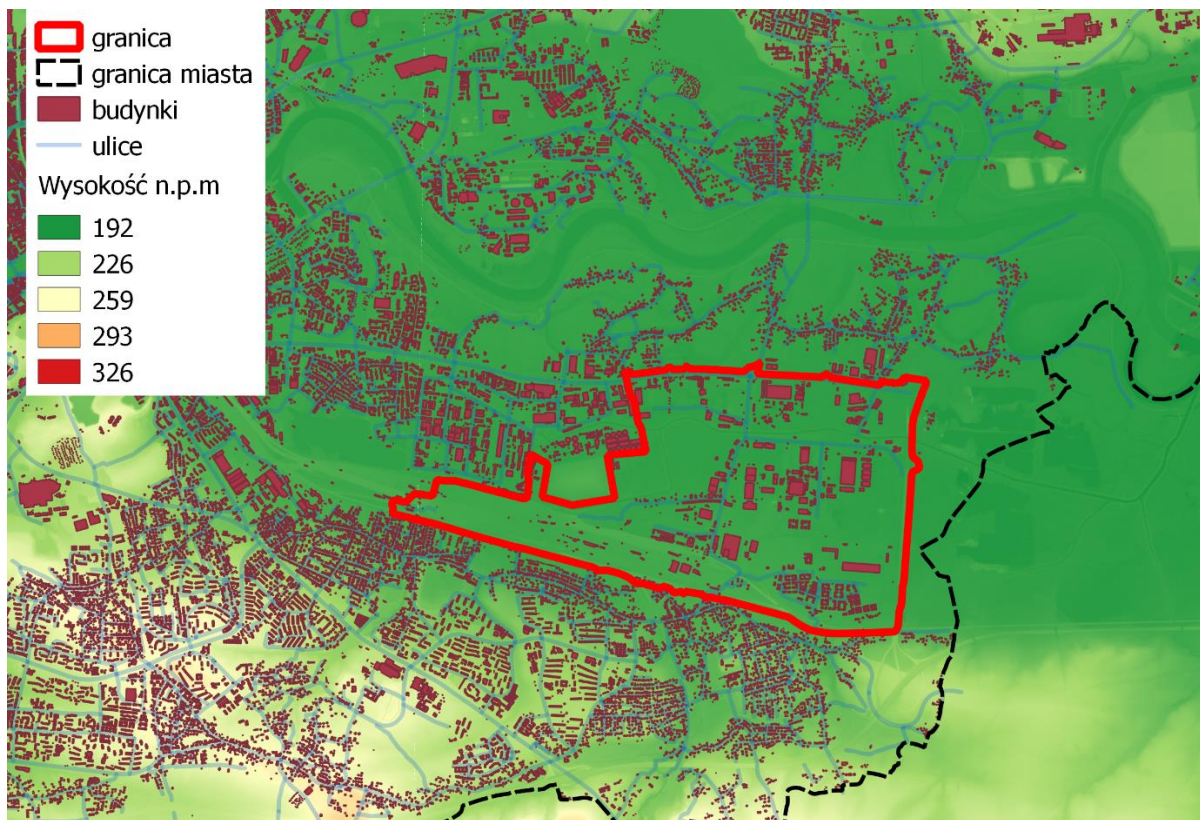 granica
granica miasta
budynki
ulice
Wysokość n.p.m
192
226
259
293
326